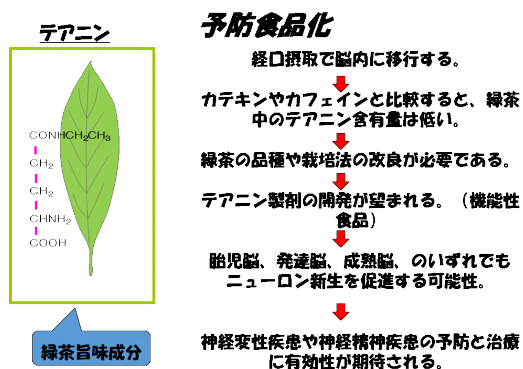 テアニン
CONHCH₂CH₃
CH₂
CH₂
CHNH₂
COOH
緑茶旨味成分
予防食品化
経口摂取で脳内に移行する。
カテキンやカフェインと比較すると、緑茶
中のテアニン含有量は低い。
緑茶の品種や栽培法の改良が必要である。
テアニン製剤の開発が望まれる。（機能性
食品）
胎児脳、発達脳、成熟脳、のいずれでも
ニューロン新生を促進する可能性。
神経変性疾患や神経精神疾患の予防と治療
に有効性が期待される。